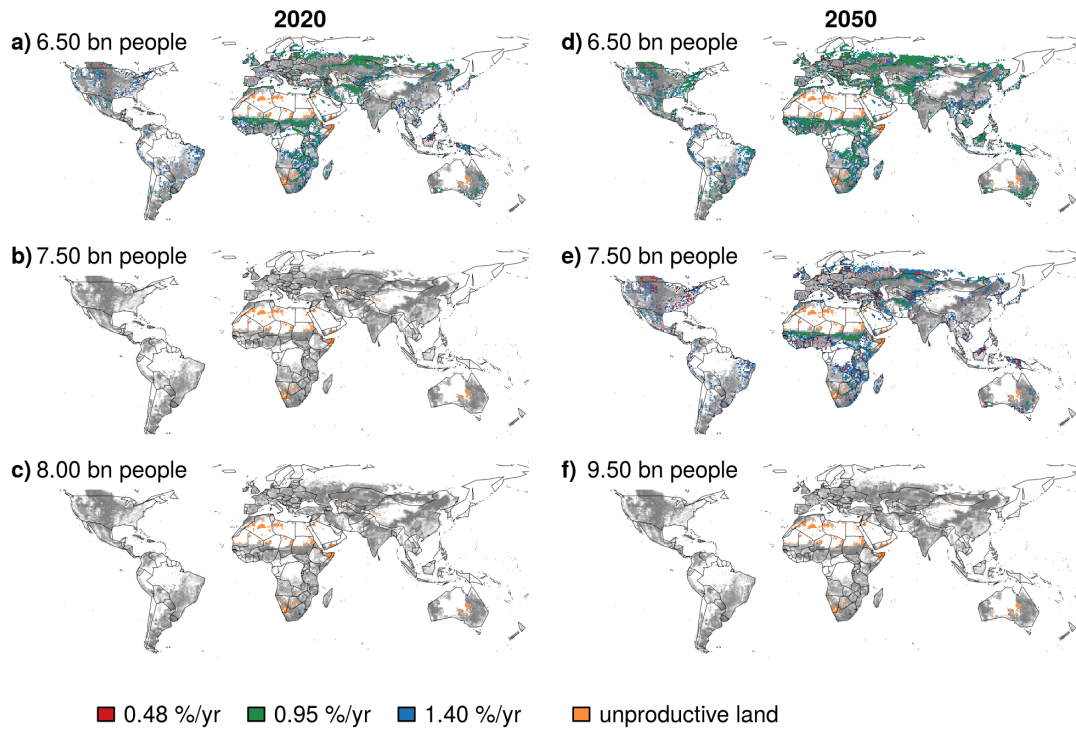 2020 2050
a) 6.50 bn people d) 6.50 bn people
b) 7.50 bn people e) 7.50 bn people
c) 8.00 bn people f) 9.50 bn people
0.48 %/yr 0.95 %/yr 1.40 %/yr unproductive land